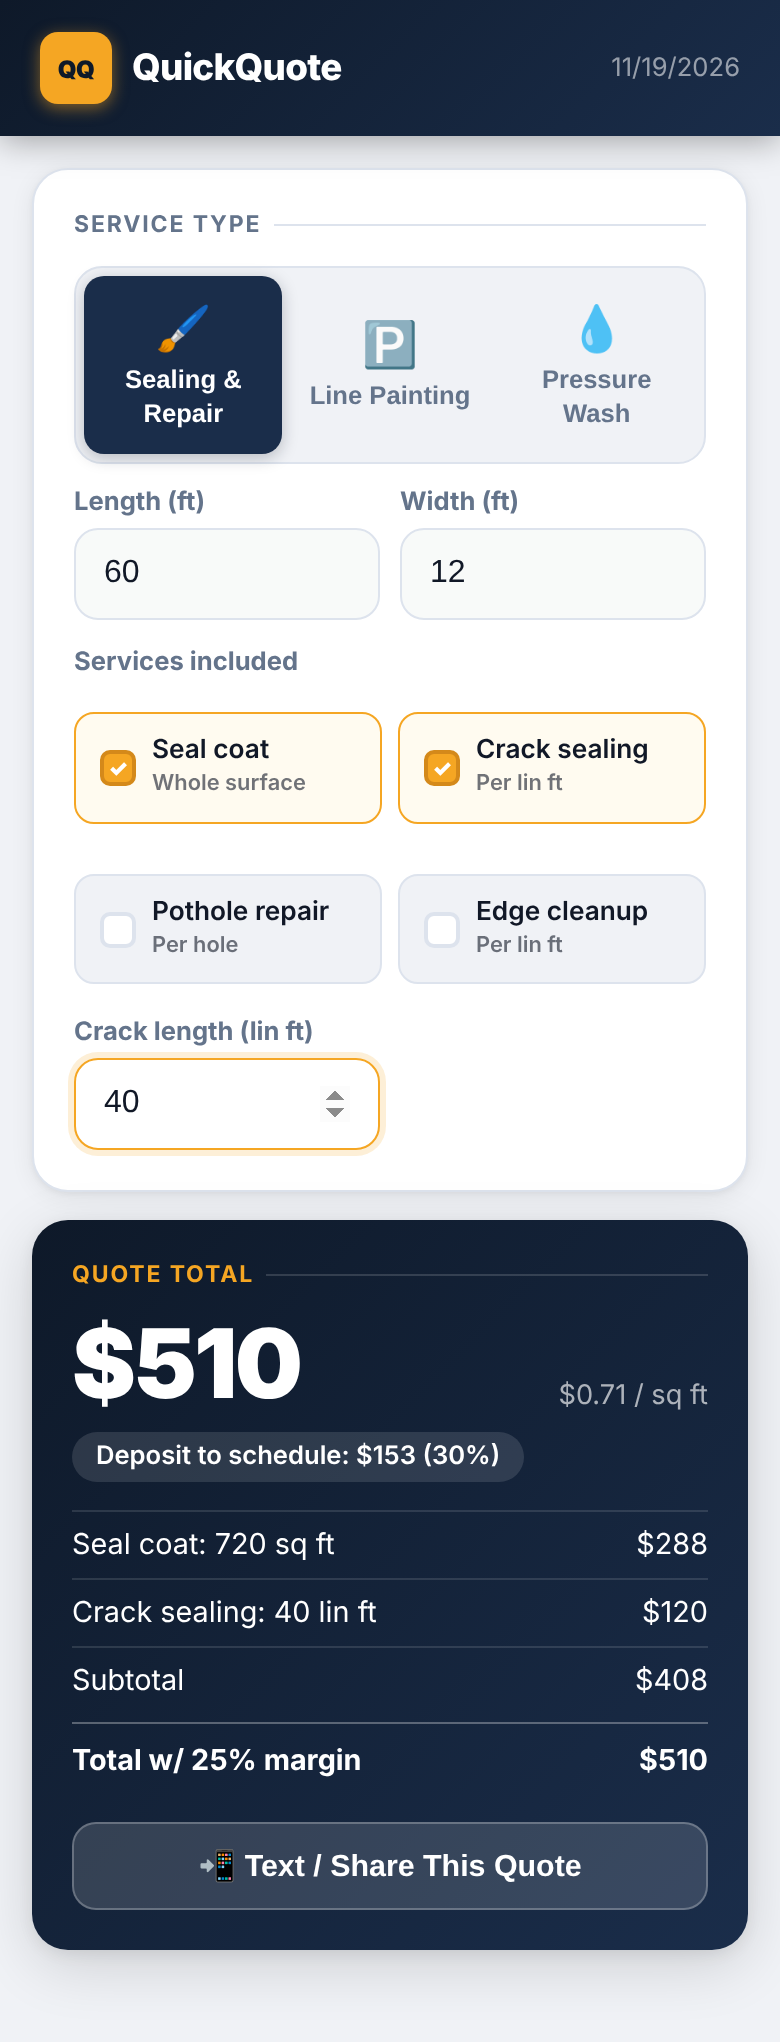 QQ QuickQuote 11/19/2026
SERVICE TYPE
Sealing & Repair
P
Line Painting
Pressure Wash
Length (ft) Width (ft)
60 12
Services included
Seal coat
Whole surface
Crack sealing
Per lin ft
Pothole repair
Per hole
Edge cleanup
Per lin ft
Crack length (lin ft)
40
QUOTE TOTAL
$510 $0.71 / sq ft
Deposit to schedule: $153 (30%)
Seal coat: 720 sq ft $288
Crack sealing: 40 lin ft $120
Subtotal $408
Total w/ 25% margin $510
Text / Share This Quote